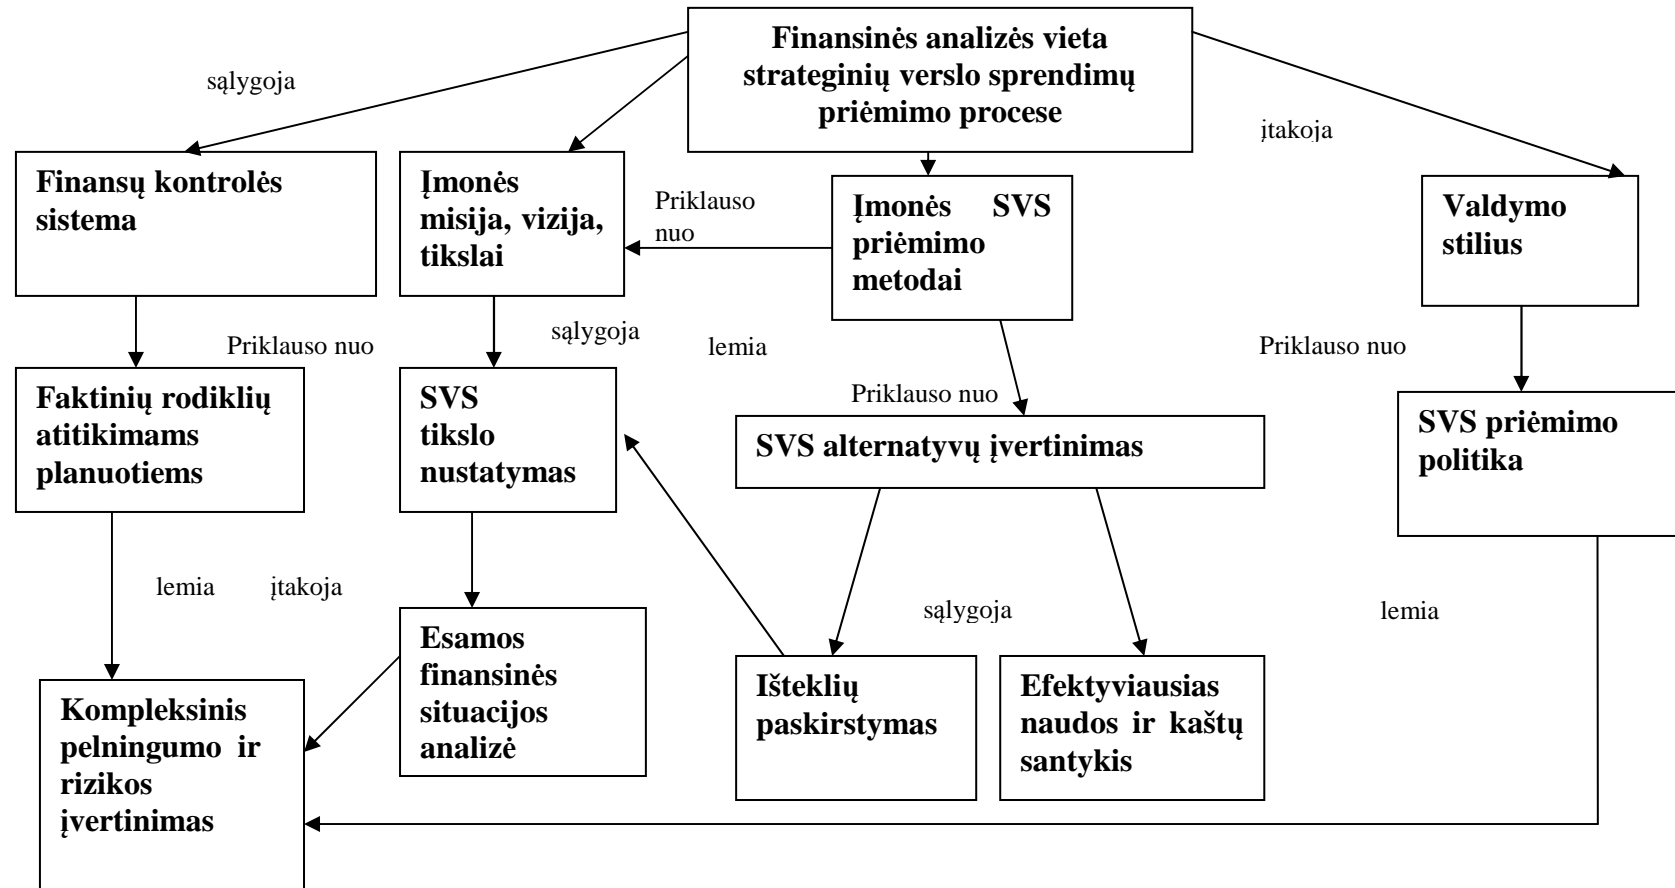 Finansinės analizės vieta
strateginių verslo sprendimų
priėmimo procese
sąlygoja
įtakoja
Finansų kontrolės
sistema
Įmonės
misija, vizija,
tikslai
Priklauso
nuo
Įmonės SVS
priėmimo
metodai
Valdymo
stilius
Priklauso nuo
sąlygoja
lemia
Priklauso nuo
Faktinių rodiklių
atitikimams
planuotiems
SVS
tikslo
nustatymas
Priklauso nuo
SVS alternatyvų įvertinimas
SVS priėmimo
politika
lemia
įtakoja
sąlygoja
lemia
Esamos
finansinės
situacijos
analizė
Išteklių
paskirstymas
Efektyviausias
naudos ir kaštų
santykis
Kompleksinis
pelningumo ir
rizikos
įvertinimas